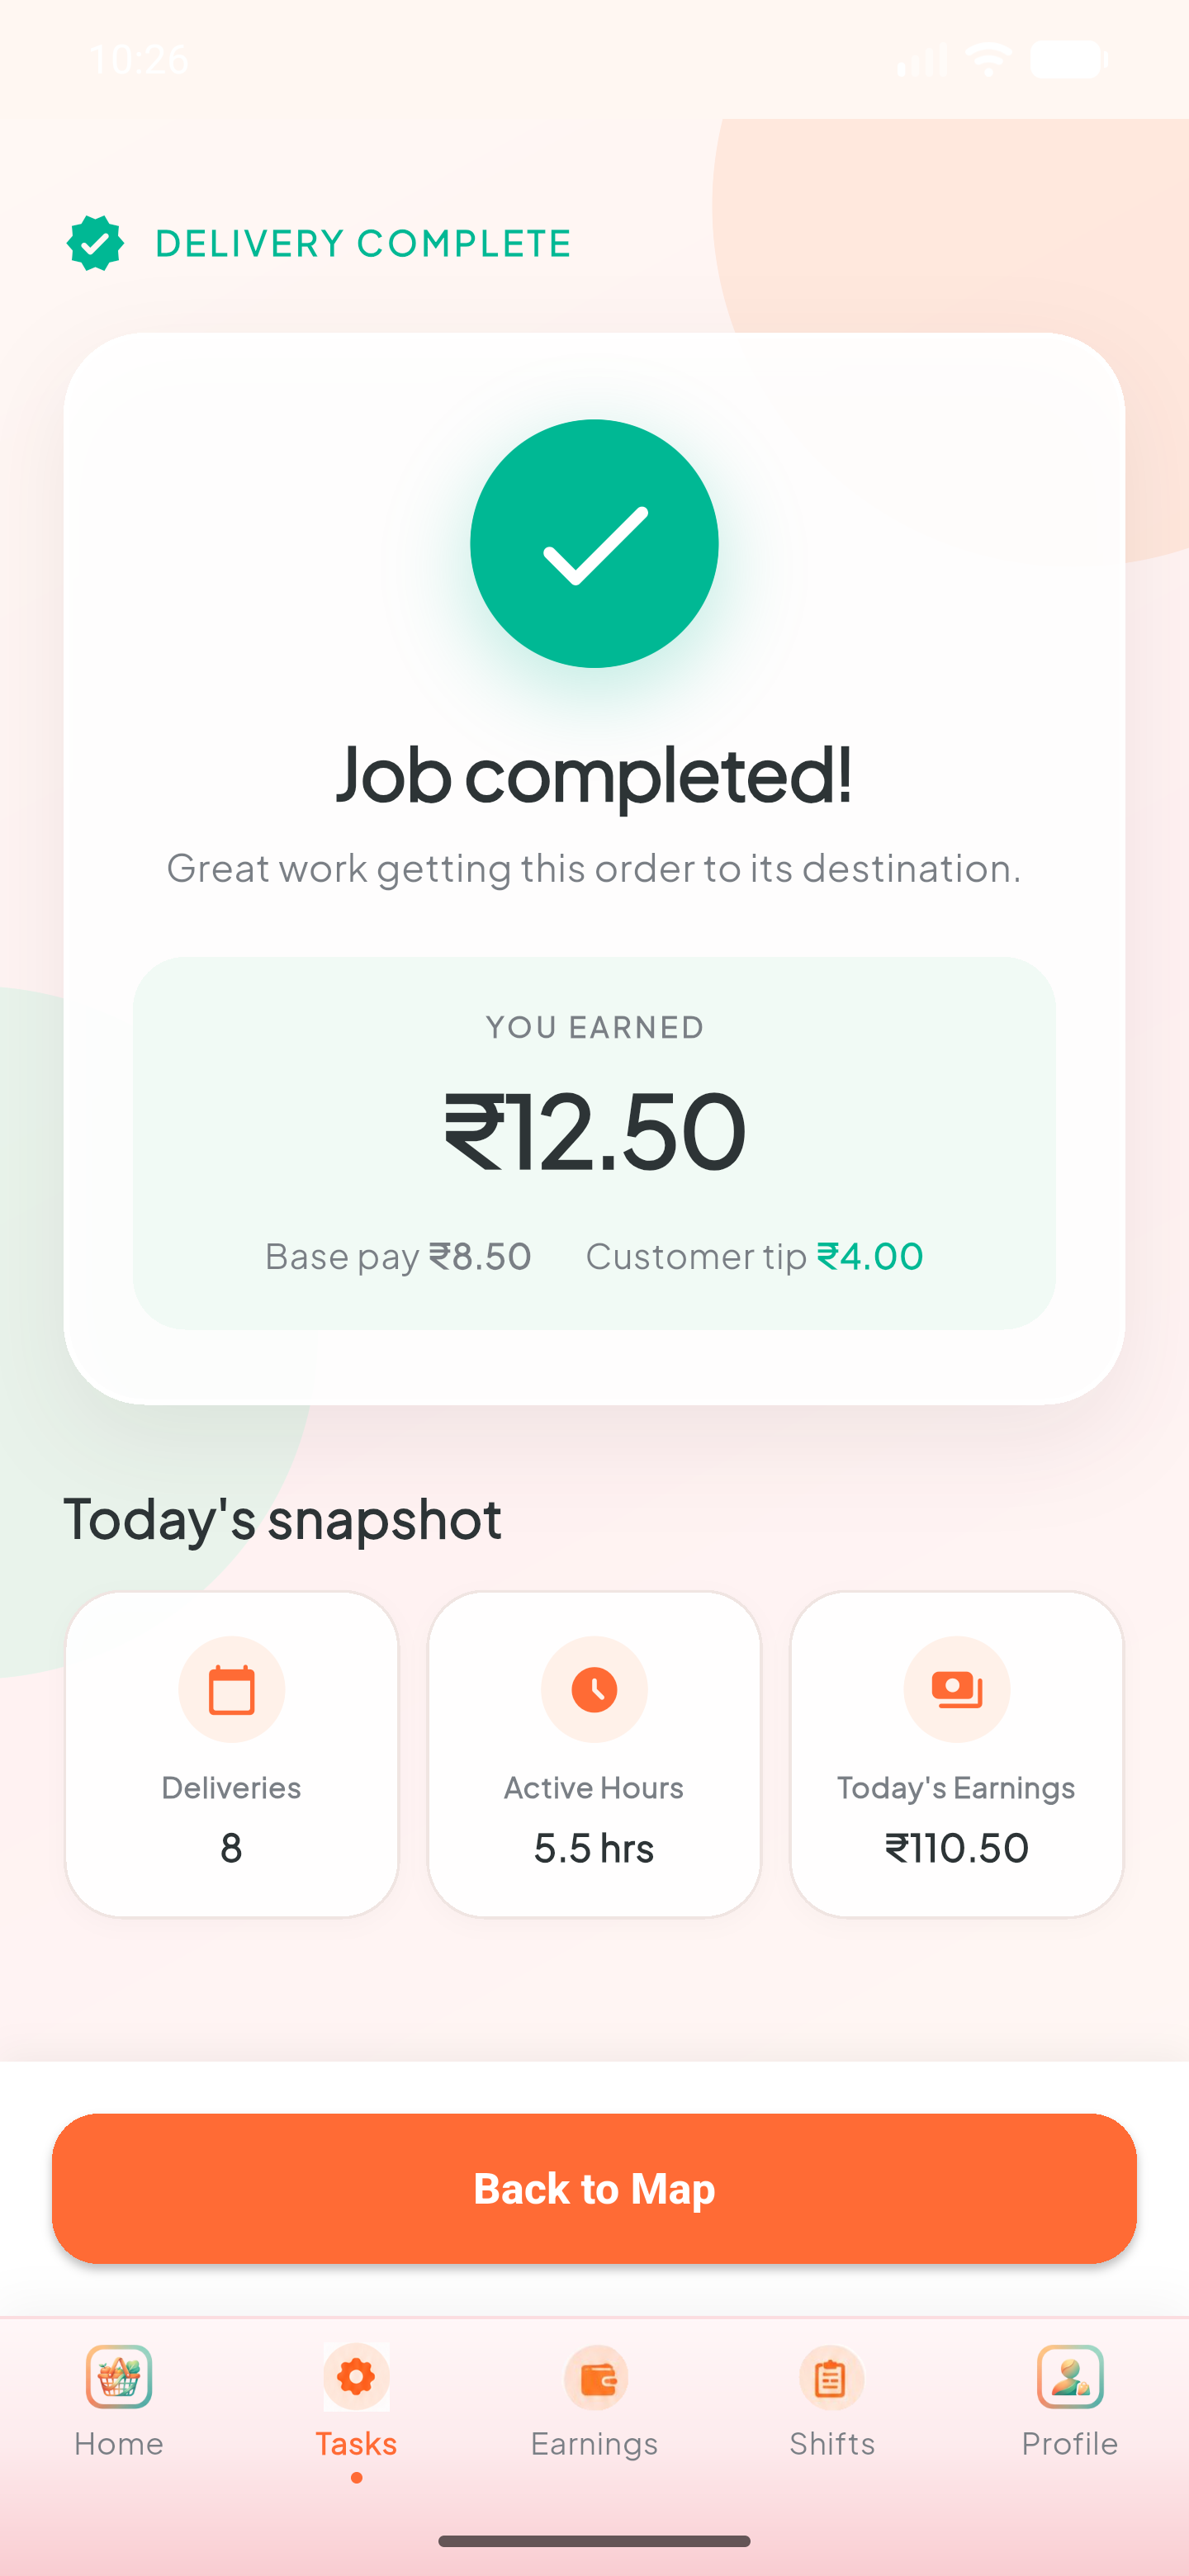 10:26
DELIVERY COMPLETE
Job completed!
Great work getting this order to its destination.
YOU EARNED
₹12.50
Base pay ₹8.50 Customer tip ₹4.00
Today's snapshot
Deliveries Active Hours Today's Earnings
8 5.5 hrs ₹110.50
Back to Map
Home Tasks Earnings Shifts Profile